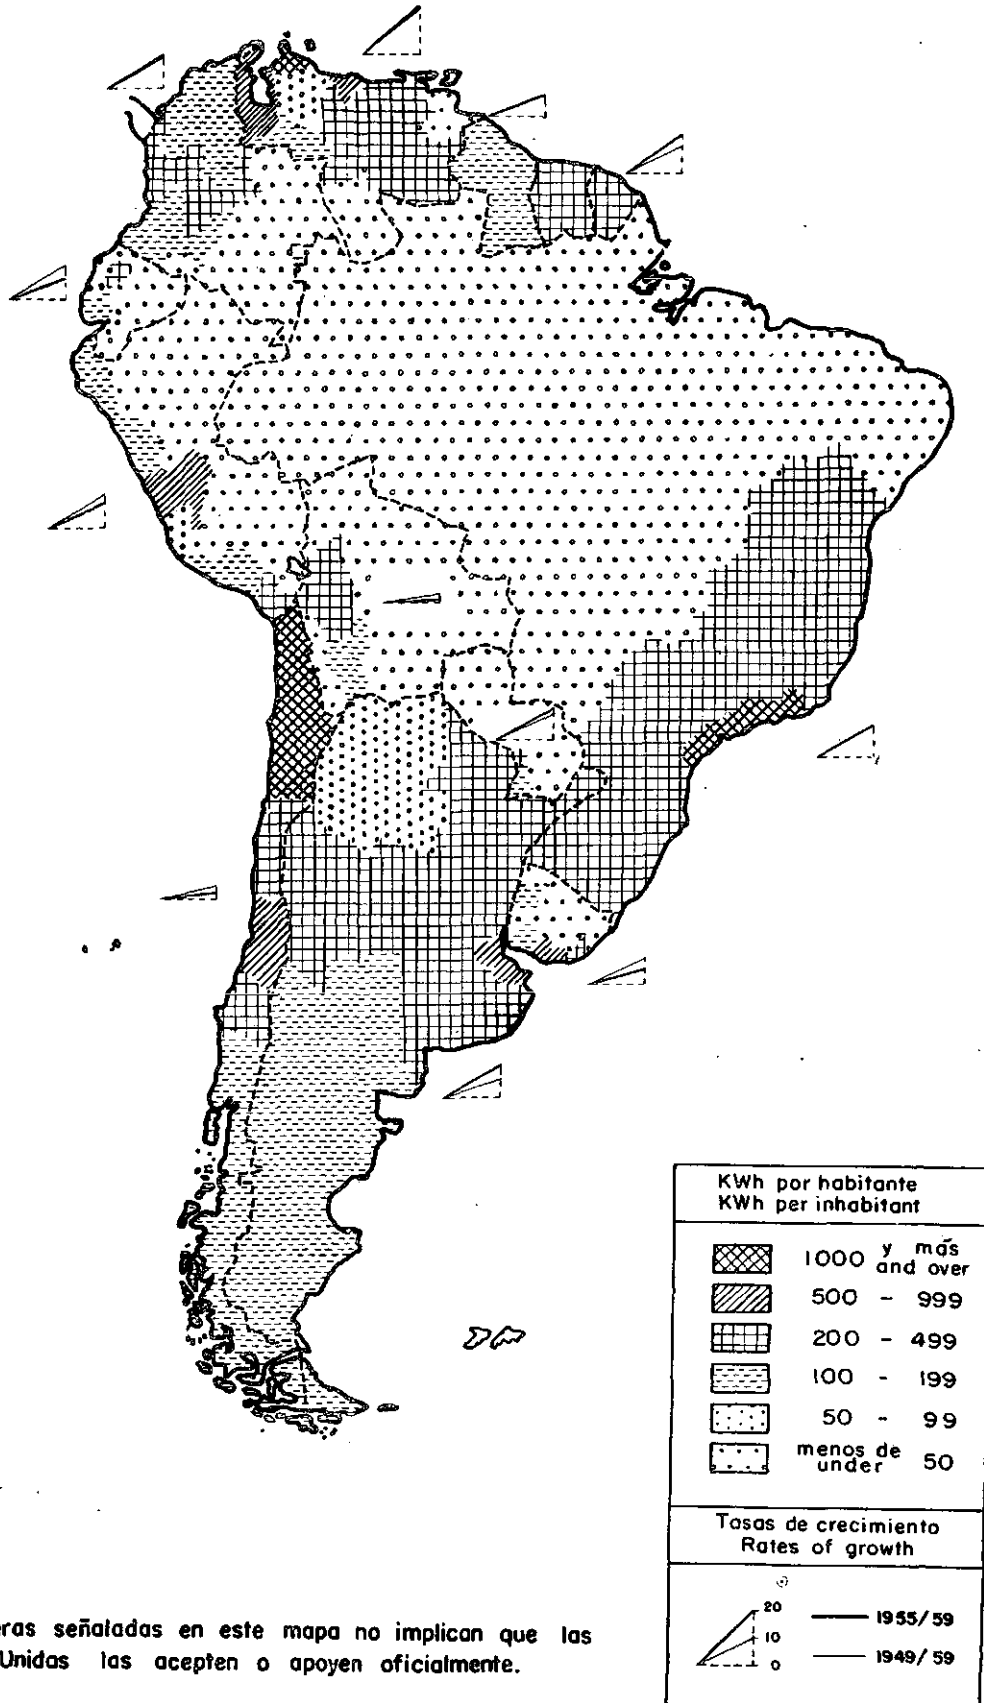 KWh por habitante
KWh per inhabitant
1000 y más
and over
500 - 999
200 - 499
100 - 199
50 - 99
menos de
under 50
Tasas de crecimiento
Rates of growth
20
10
0
1955/59
1949/59
eras señaladas en este mapa no implican que las
Unidas las acepten o apoyen oficialmente.